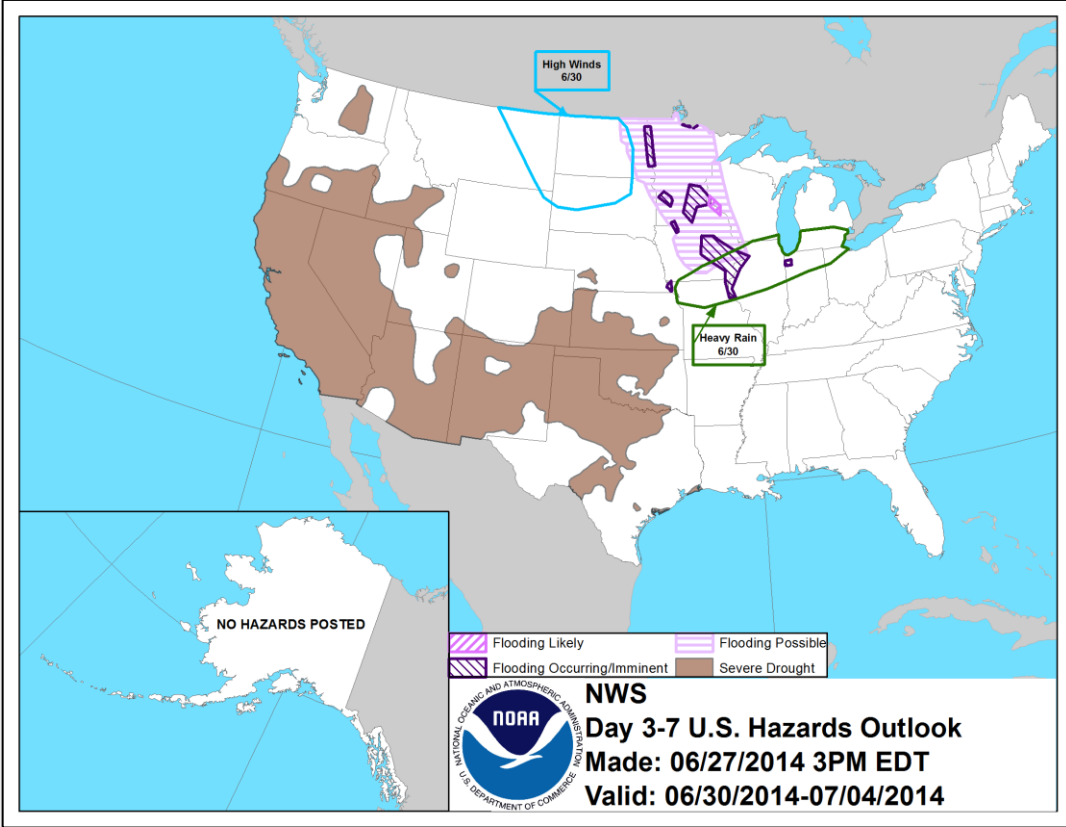 High Winds
6/30
Heavy Rain
6/30
NO HAZARDS POSTED
Flooding Likely
Flooding Possible
Flooding Occurring/Imminent
Severe Drought
NATIONAL OCEANIC AND ATMOSPHERIC ADMINISTRATION
NOAA
U.S. DEPARTMENT OF COMMERCE
NWS
Day 3-7 U.S. Hazards Outlook
Made: 06/27/2014 3PM EDT
Valid: 06/30/2014-07/04/2014